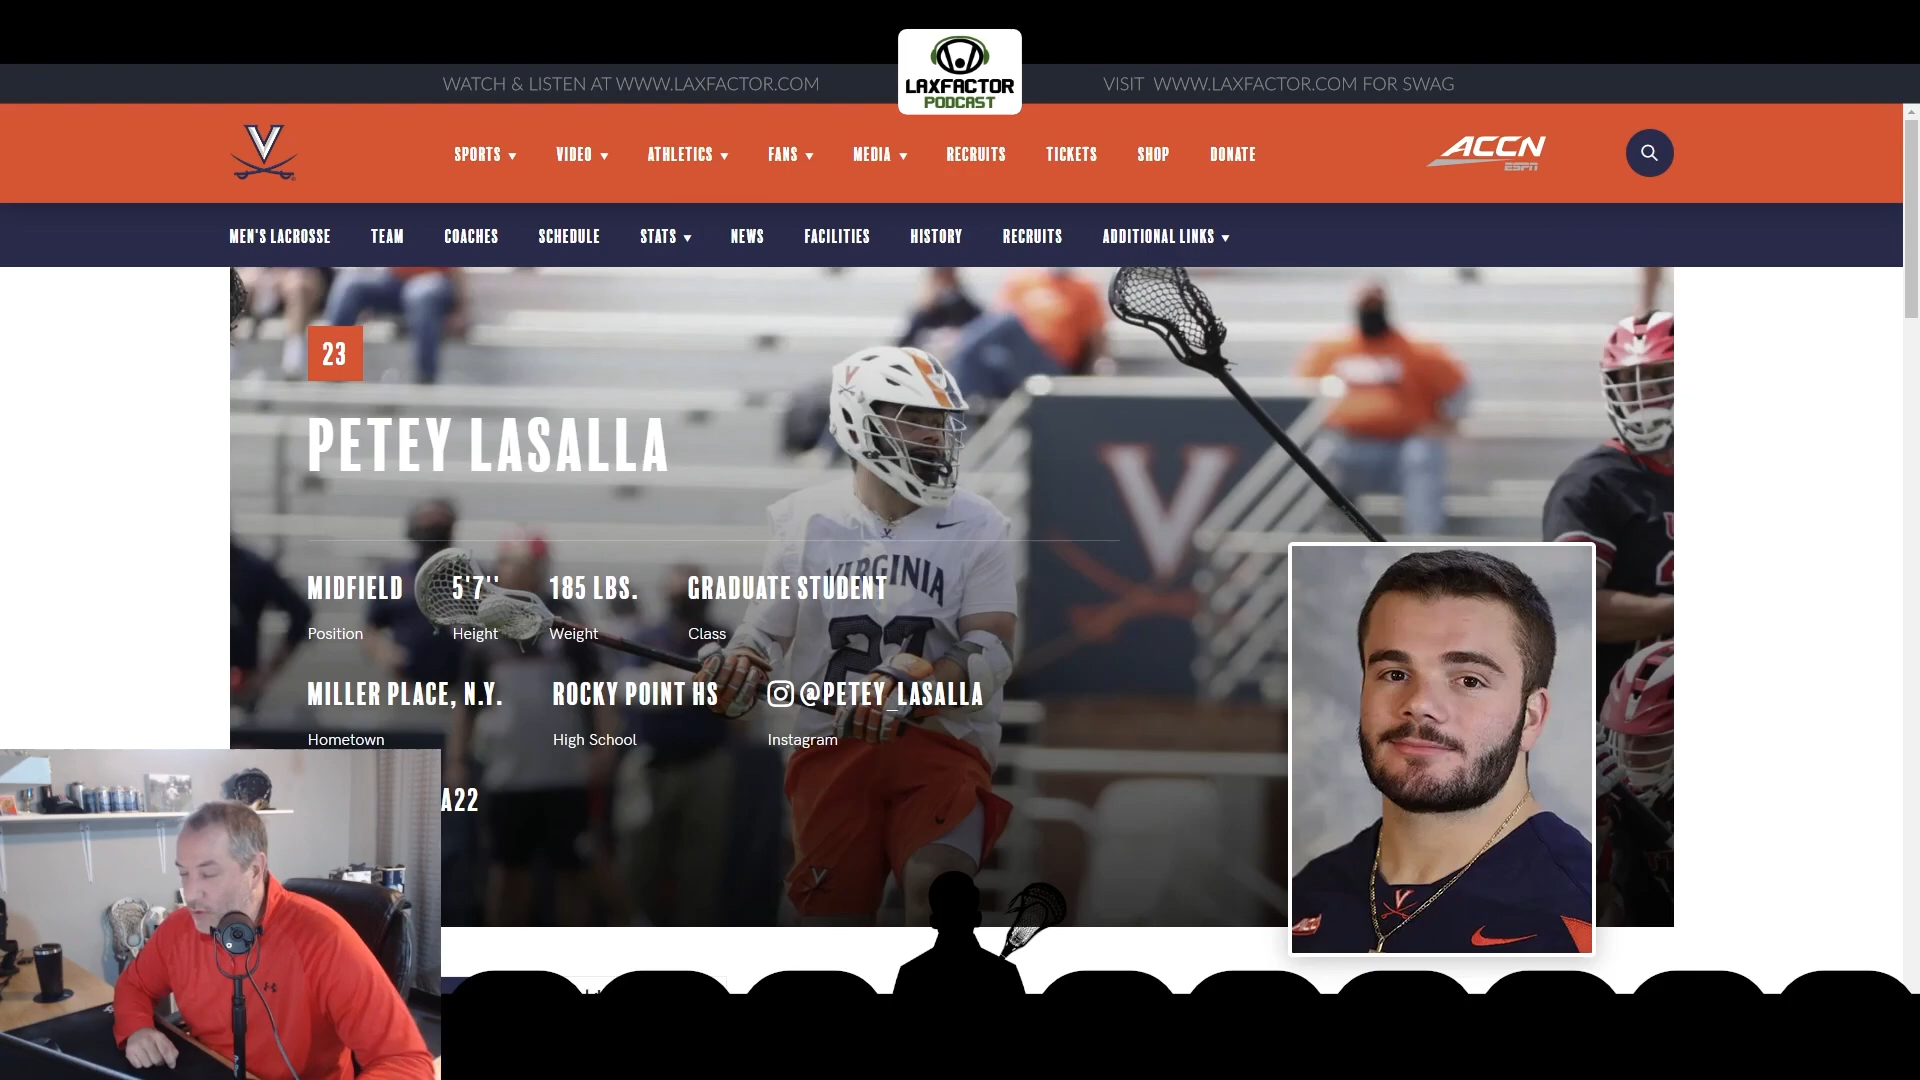 WATCH & LISTEN AT WWW.LAXFACTOR.COM
LAXFACTOR
PODCAST
VISIT WWW.LAXFACTOR.COM FOR SWAG
V
SPORTS ▼ VIDEO ▼ ATHLETICS ▼ FANS ▼ MEDIA ▼ RECRUITS TICKETS SHOP DONATE
ACCN
ESPN
MEN'S LACROSSE TEAM COACHES SCHEDULE STATS ▼ NEWS FACILITIES HISTORY RECRUITS ADDITIONAL LINKS ▼
23
PETEY LASALLA
MIDFIELD 5'7'' 185 LBS. GRADUATE STUDENT
Position Height Weight Class
MILLER PLACE, N.Y. ROCKY POINT HS @PETEY_LASALLA
Hometown High School Instagram
A22
VIRGINIA
23
V
V